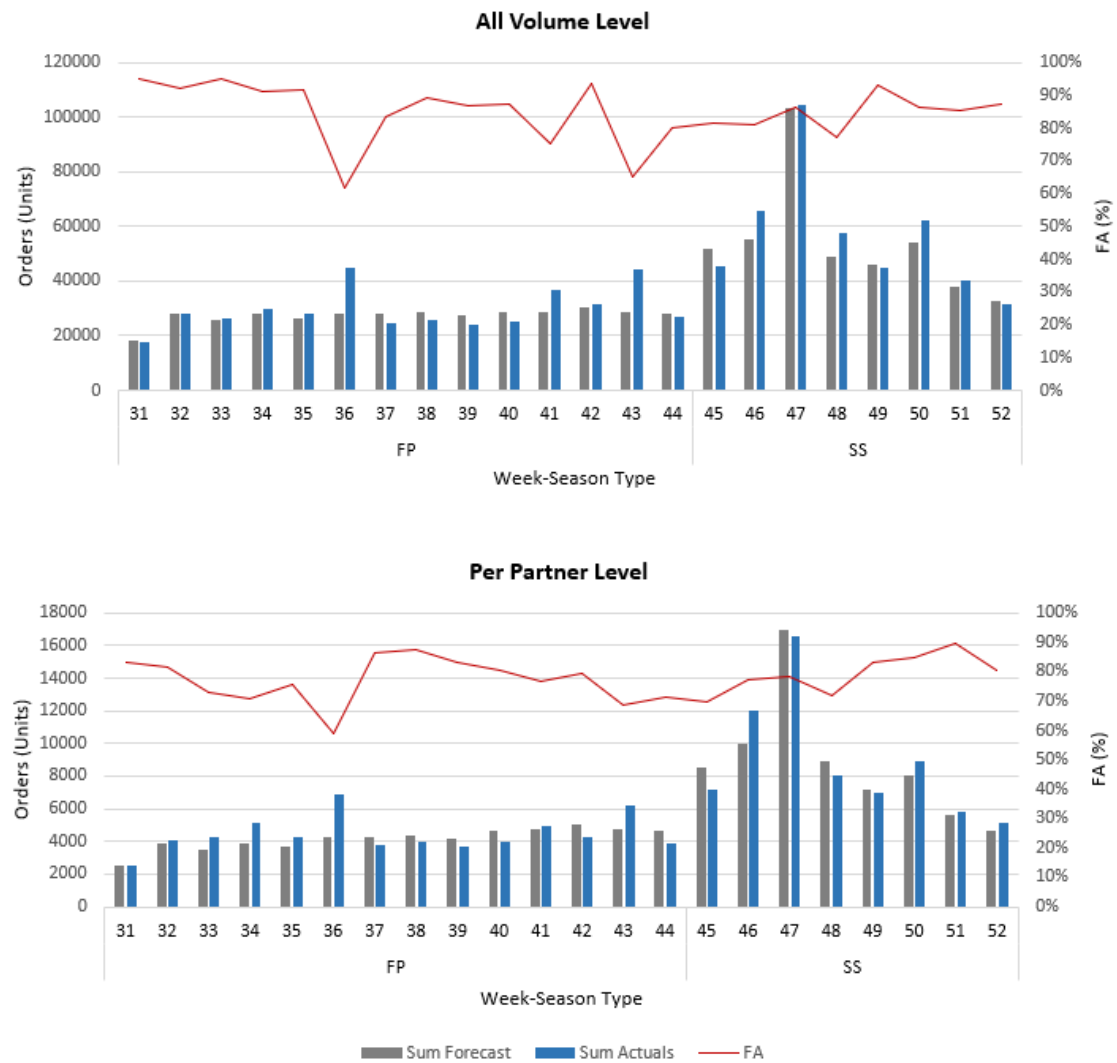 All Volume Level
120000 100%
90%
100000
80%
80000 70%
60%
60000 50%
40%
40000
30%
20000 20%
10%
0 0%
Orders (Units)
FA (%)
31 32 33 34 35 36 37 38 39 40 41 42 43 44 45 46 47 48 49 50 51 52
FP SS
Week-Season Type
Per Partner Level
18000 100%
16000 90%
14000 80%
12000 70%
60%
10000
50%
8000
40%
6000
30%
4000 20%
2000 10%
0 0%
Orders (Units)
FA (%)
31 32 33 34 35 36 37 38 39 40 41 42 43 44 45 46 47 48 49 50 51 52
FP SS
Week-Season Type
Sum Forecast Sum Actuals FA